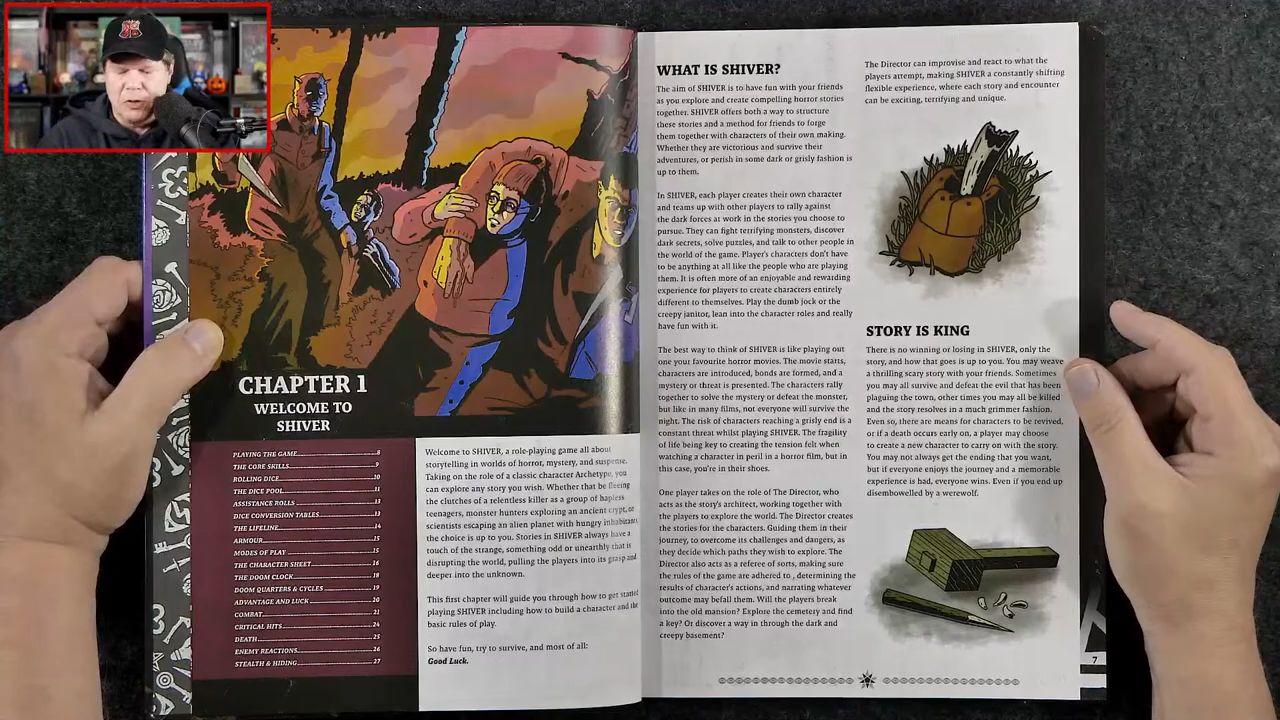 CHAPTER 1
WELCOME TO
SHIVER
PLAYING THE GAME 8
THE CORE SKILLS 9
ROLLING DICE 10
THE DICE POOL 11
ASSISTANCE ROLLS 13
DICE CONVERSION TABLES 13
THE LIFELINE 14
ARMOUR 15
MODES OF PLAY 15
THE CHARACTER SHEET 16
THE DOOM CLOCK 18
DOOM QUARTERS & CYCLES 19
ADVANTAGE AND LUCK 20
COMBAT 21
CRITICAL HITS 24
DEATH 25
ENEMY REACTIONS 26
STEALTH & HIDING 27
Welcome to SHIVER, a role-playing game all about
storytelling in worlds of horror, mystery, and suspense.
Taking on the role of a classic character Archetype, you
can explore any story you wish. Whether that be fleeing
the clutches of a relentless killer as a group of hapless
teenagers, monster hunters exploring an ancient crypt, or
scientists escaping an alien planet with hungry inhabitants
the choice is up to you. Stories in SHIVER always have a
touch of the strange, something odd or unearthly that is
disrupting the world, pulling the players into its grasp and
deeper into the unknown.
This first chapter will guide you through how to get started
playing SHIVER including how to build a character and the
basic rules of play.
So have fun, try to survive, and most of all:
Good Luck.
WHAT IS SHIVER?
The aim of SHIVER is to have fun with your friends
as you explore and create compelling horror stories
together. SHIVER offers both a way to structure
these stories and a method for friends to forge
them together with characters of their own making.
Whether they are victorious and survive their
adventures, or perish in some dark or grisly fashion is
up to them.
In SHIVER, each player creates their own character
and teams up with other players to rally against
the dark forces at work in the stories you choose to
pursue. They can fight terrifying monsters, discover
dark secrets, solve puzzles, and talk to other people in
the world of the game. Player's characters don't have
to be anything at all like the people who are playing
them. It is often more of an enjoyable and rewarding
experience for players to create characters entirely
different to themselves. Play the dumb jock or the
creepy janitor, lean into the character roles and really
have fun with it.
The best way to think of SHIVER is like playing out
one your favourite horror movies. The movie starts,
characters are introduced, bonds are formed, and a
mystery or threat is presented. The characters rally
together to solve the mystery or defeat the monster,
but like in many films, not everyone will survive the
night. The risk of characters reaching a grisly end is a
constant threat whilst playing SHIVER. The fragility
of life being key to creating the tension felt when
watching a character in peril in a horror film, but in
this case, you're in their shoes.
One player takes on the role of The Director, who
acts as the story's architect, working together with
the players to explore the world. The Director creates
the stories for the characters. Guiding them in their
journey, to overcome its challenges and dangers, as
they decide which paths they wish to explore. The
Director also acts as a referee of sorts, making sure
the rules of the game are adhered to , determining the
results of character's actions, and narrating whatever
outcome may befall them. Will the players break
into the old mansion? Explore the cemetery and find
a key? Or discover a way in through the dark and
creepy basement?
The Director can improvise and react to what the
players attempt, making SHIVER a constantly shifting
flexible experience, where each story and encounter
can be exciting, terrifying and unique.
STORY IS KING
There is no winning or losing in SHIVER, only the
story, and how that goes is up to you. You may weave
a thrilling scary story with your friends. Sometimes
you may all survive and defeat the evil that has been
plaguing the town, other times you may all be killed
and the story resolves in a much grimmer fashion.
Even so, there are means for characters to be revived,
or if a death occurs early on, a player may choose
to create a new character to carry on with the story.
You may not always get the ending that you want,
but if everyone enjoys the journey and a memorable
experience is had, everyone wins. Even if you end up
disembowelled by a werewolf.
7